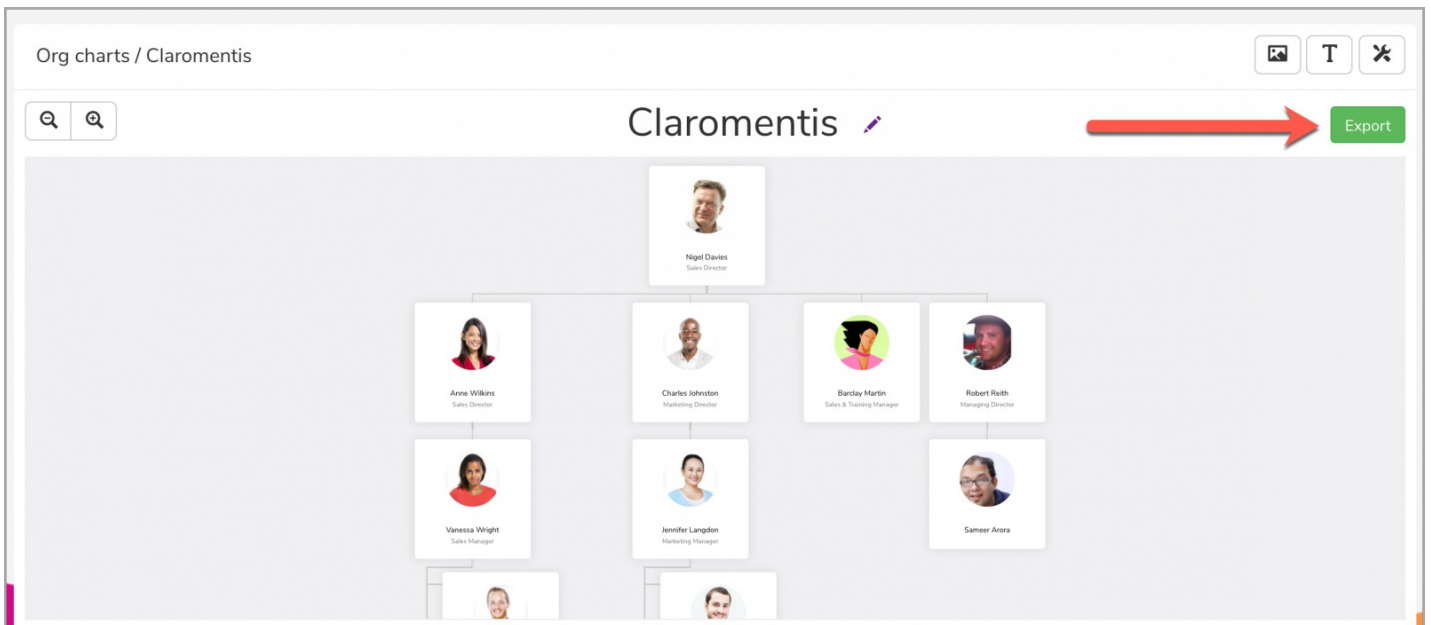 Org charts / Claromentis
T
Claromentis
Export
Nigel Davies
Sales Director
Anne Wilkins
Sales Director
Charles Johnston
Marketing Director
Barclay Martin
Sales & Training Manager
Robert Reith
Managing Director
Vanessa Wright
Sales Manager
Jennifer Langdon
Marketing Manager
Sameer Arora